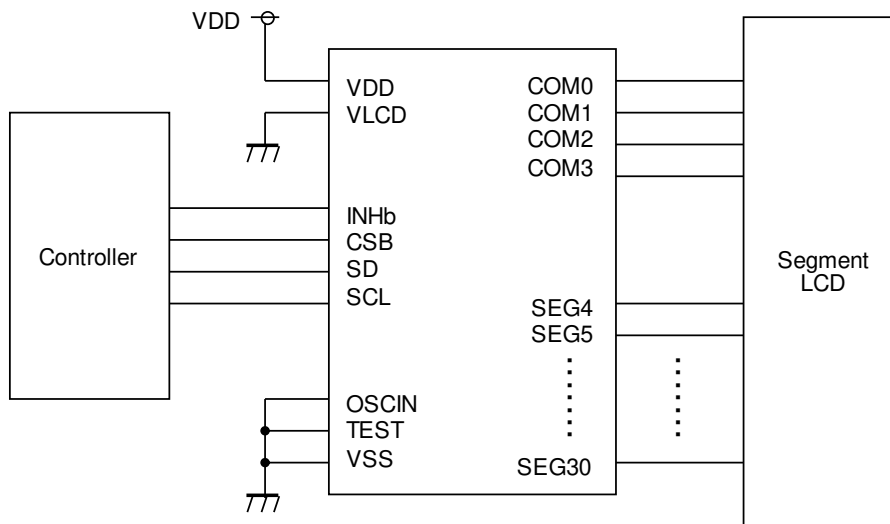 VDD
VDD
VLCD
COM0
COM1
COM2
COM3
INHb
CSB
SD
SCL
Controller
Segment
LCD
SEG4
SEG5
OSCIN
TEST
VSS
SEG30